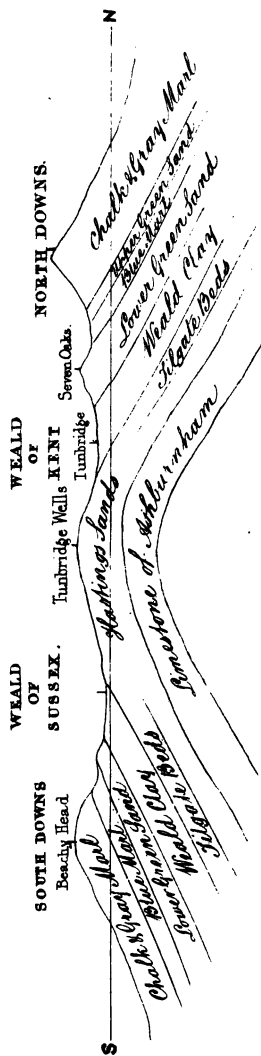 SOUTH DOWNS
Beachy Head
WEALD
OF
SUSSEX.
WEALD
OF
KENT
Tunbridge Wells
Tunbridge
Seven Oaks.
NORTH DOWNS.
S
N
Chalk & Gray Marl
Blue Marl
Lower Green Sand
Weald Clay
Filgate Beds
Hastings Sands
Limestone of Ashburnham
Chalk & Gray Marl
Upper Green Sand
Blue Marl
Lower Green Sand
Weald Clay
Filgate Beds